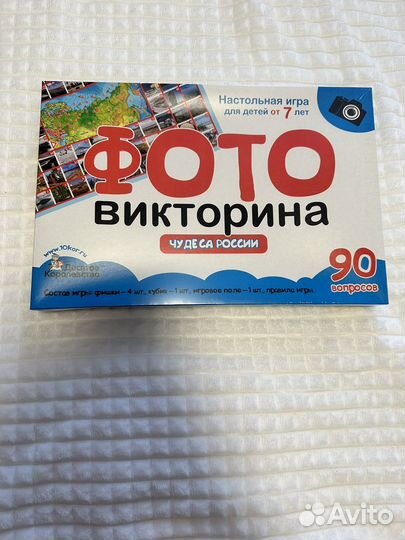 Настольная игра
для детей от 7 лет
ФОТО
ВИКТОРИНА
ЧУДЕСА РОССИИ
www.10kor.ru
Десятое
Королевство
90
вопросов
Состав игры: фишки – 4 шт., кубик – 1 шт., игровое поле – 1 шт., правила игры.
Avito